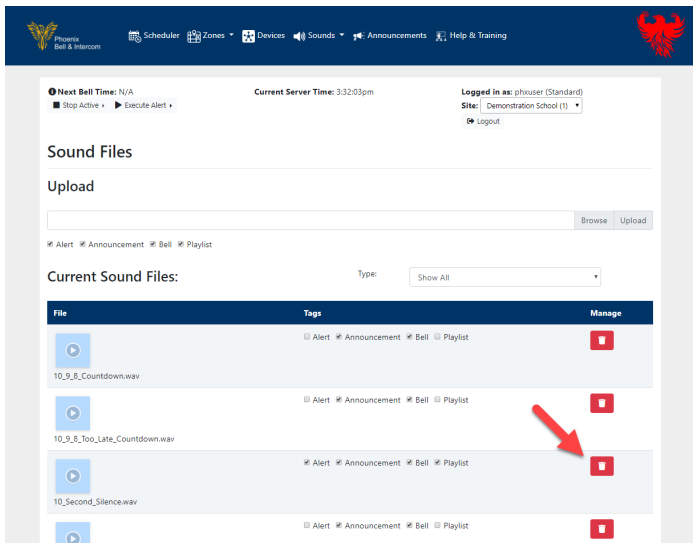 Phoenix
Bell & Intercom
Scheduler Zones Devices Sounds Announcements Help & Training
Next Bell Time: N/A Current Server Time: 3:32:03pm Logged in as: phxuser (Standard)
Stop Active Execute Alert Site: Demonstration School (1)
Logout
Sound Files
Upload
Browse Upload
Alert Announcement Bell Playlist
Current Sound Files: Type: Show All
File Tags Manage
Alert Announcement Bell Playlist
10_9_8_Countdown.wav
Alert Announcement Bell Playlist
10_9_8_Too_Late_Countdown.wav
Alert Announcement Bell Playlist
10_Second_Silence.wav
Alert Announcement Bell Playlist